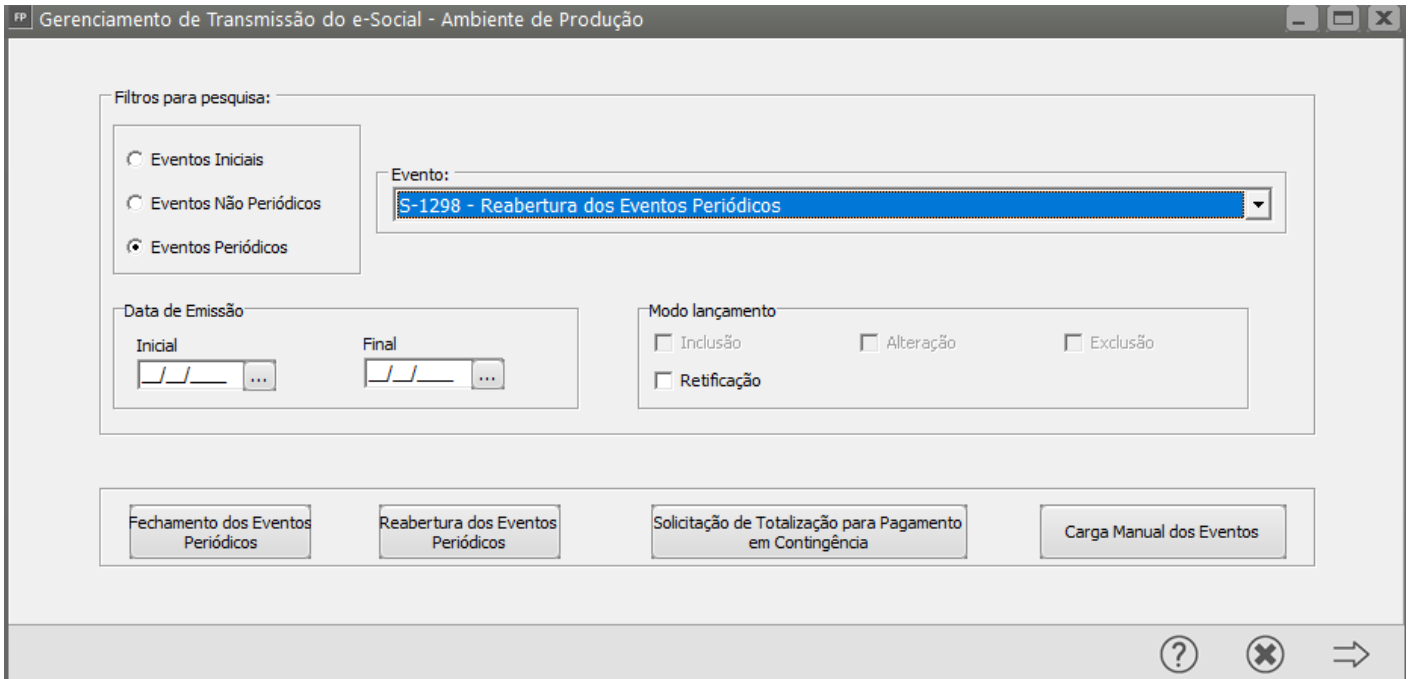 FP Gerenciamento de Transmissão do e-Social - Ambiente de Produção
Filtros para pesquisa:
Eventos Iniciais
Eventos Não Periódicos
Eventos Periódicos
Evento:
S-1298 - Reabertura dos Eventos Periódicos
Data de Emissão
Inicial
Final
__/__/____ ...
__/__/____ ...
Modo lançamento
Inclusão
Alteração
Exclusão
Retificação
Fechamento dos Eventos
Periódicos
Reabertura dos Eventos
Periódicos
Solicitação de Totalização para Pagamento
em Contingência
Carga Manual dos Eventos
?